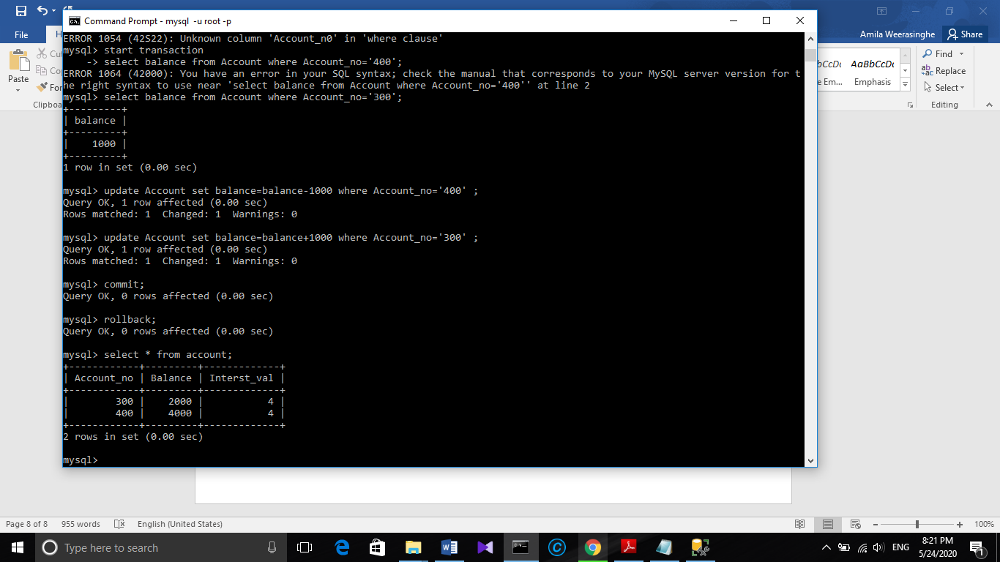 Command Prompt - mysql -u root -p
File
Amila Weerasinghe
Share
Paste
Clipboa
AaBbCcDc
e Em...
Emphasis
Find
Replace
Select
Editing
ERROR 1054 (42S22): Unknown column 'Account_n0' in 'where clause'
mysql> start transaction
    -> select balance from Account where Account_no='400';
ERROR 1064 (42000): You have an error in your SQL syntax; check the manual that corresponds to your MySQL server version for t
he right syntax to use near 'select balance from Account where Account_no='400'' at line 2
mysql> select balance from Account where Account_no='300';
+---------+
| balance |
+---------+
|    1000 |
+---------+
1 row in set (0.00 sec)
mysql> update Account set balance=balance-1000 where Account_no='400' ;
Query OK, 1 row affected (0.00 sec)
Rows matched: 1  Changed: 1  Warnings: 0
mysql> update Account set balance=balance+1000 where Account_no='300' ;
Query OK, 1 row affected (0.00 sec)
Rows matched: 1  Changed: 1  Warnings: 0
mysql> commit;
Query OK, 0 rows affected (0.00 sec)
mysql> rollback;
Query OK, 0 rows affected (0.00 sec)
mysql> select * from account;
+------------+---------+-------------+
| Account_no | Balance | Interst_val |
+------------+---------+-------------+
|        300 |    2000 |           4 |
|        400 |    4000 |           4 |
+------------+---------+-------------+
2 rows in set (0.00 sec)
mysql>
Page 8 of 8
955 words
English (United States)
100%
Type here to search
ENG
8:21 PM
5/24/2020
1